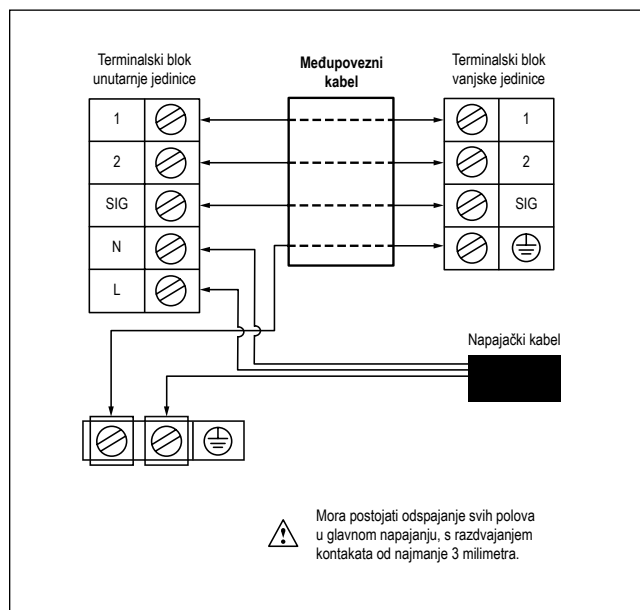 Terminalski blok
unutarnje jedinice
Međupovezni
kabel
Terminalski blok
vanjske jedinice
1
1
2
2
SIG
SIG
N
L
Napajački kabel
Mora postojati odspajanje svih polova
u glavnom napajanju, s razdvajanjem
kontakata od najmanje 3 milimetra.